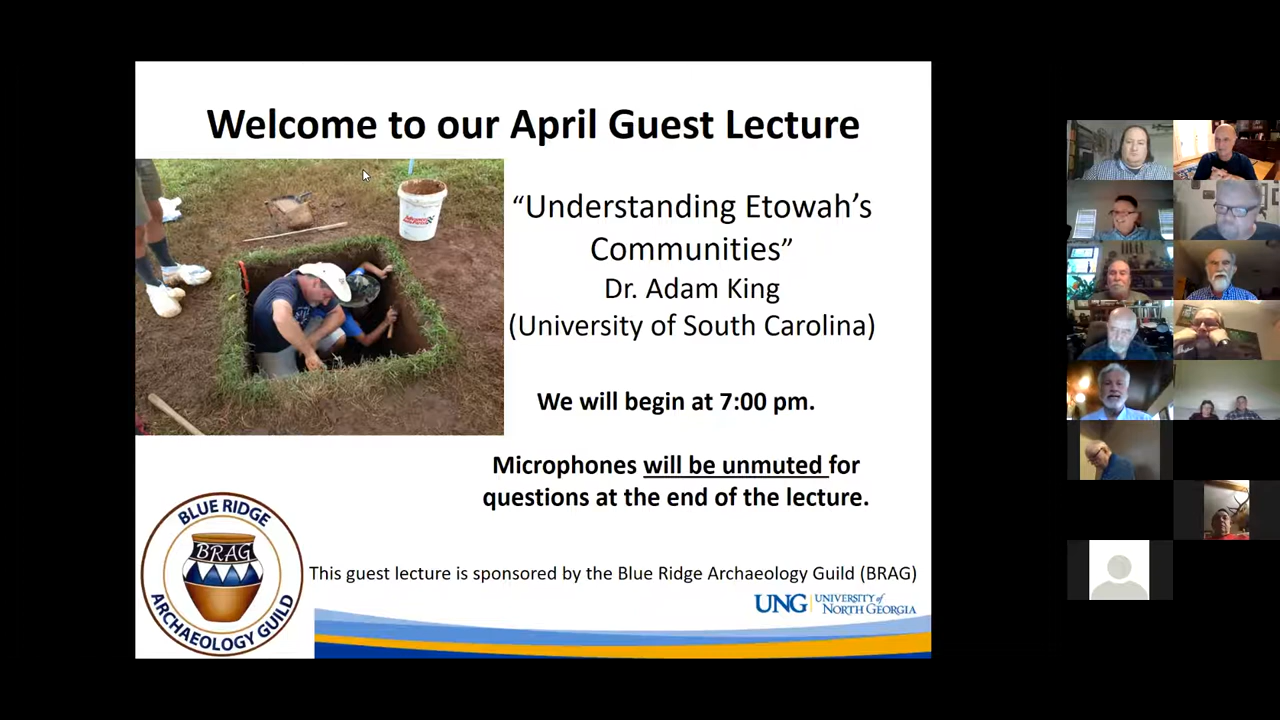 Welcome to our April Guest Lecture
“Understanding Etowah’s
Communities”
Dr. Adam King
(University of South Carolina)
We will begin at 7:00 pm.
Microphones will be unmuted for
questions at the end of the lecture.
BLUE RIDGE
BRAG
ARCHAEOLOGY GUILD
This guest lecture is sponsored by the Blue Ridge Archaeology Guild (BRAG)
UNG | UNIVERSITY of
NORTH GEORGIA